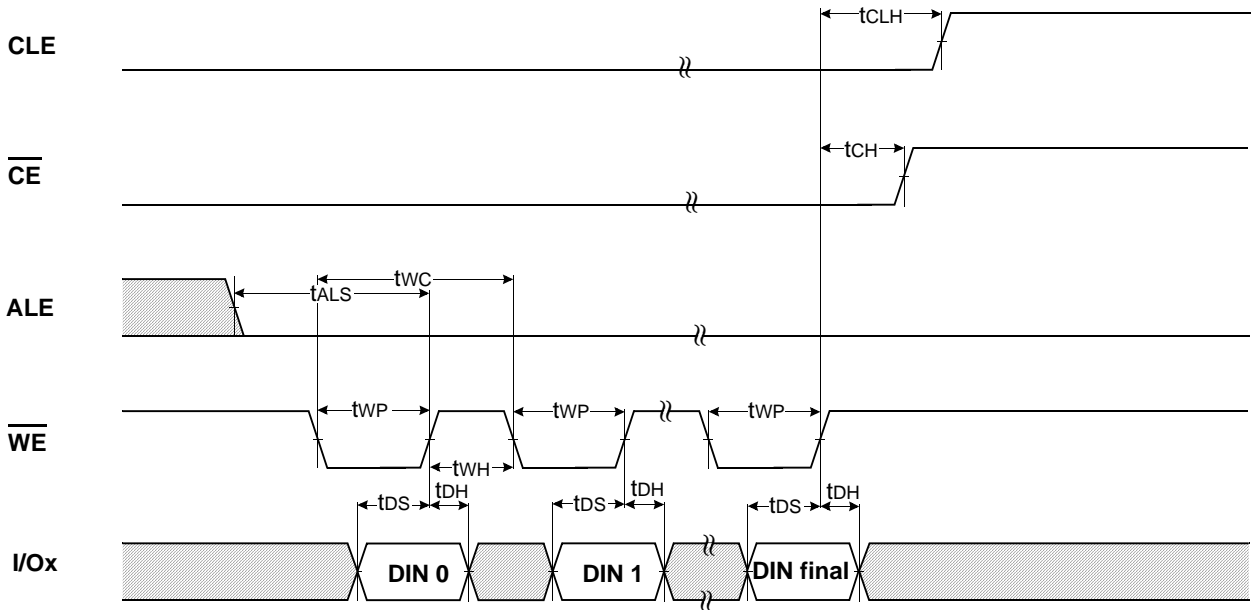 tCLH
CLE
tCH
CE
tWC
tALS
ALE
tWP tWP tWP
WE
tWH
tDS tDH tDS tDH tDS tDH
I/Ox DIN 0 DIN 1 DIN final